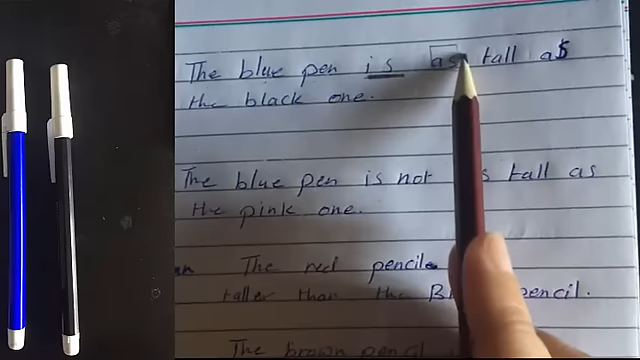 The blue pen is as tall as
the black one.
The blue pen is not tall as
the pink one.
The red pencil
taller than the pencil.
The brown pencil